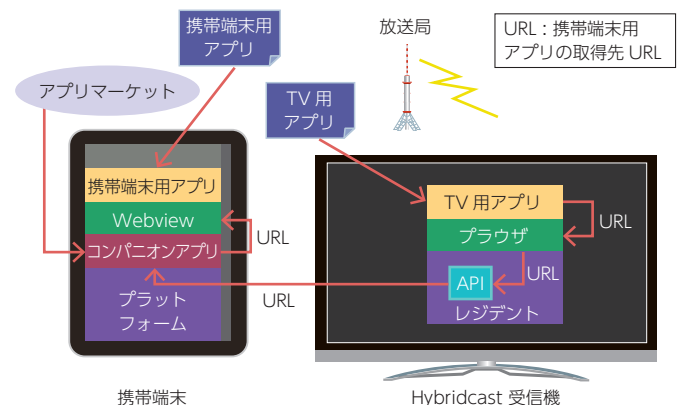 携帯端末用
アプリ
放送局
URL：携帯端末用
アプリの取得先 URL
アプリマーケット
TV 用
アプリ
携帯端末用アプリ
Webview
コンパニオンアプリ
URL
プラット
フォーム
URL
TV 用アプリ
ブラウザ
URL
URL
API
レジデント
携帯端末
Hybridcast 受信機